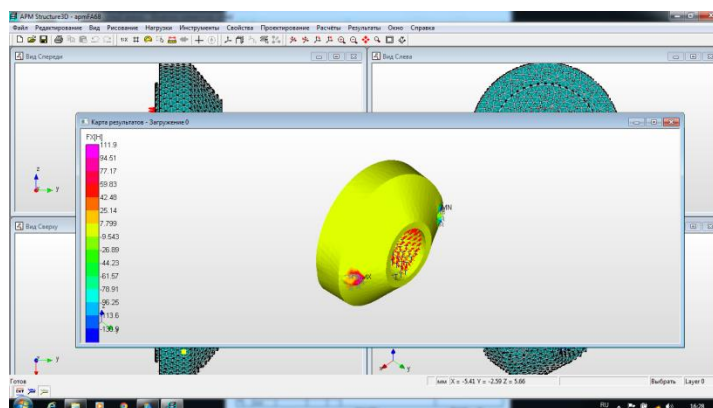 APM Structure3D - apmFA68
Файл Редактирование Вид Рисование Нагрузки Инструменты Свойства Проектирование Расчёты Результаты Окно Справка
Вид Спереди
Вид Слева
Карта результатов - Загружение 0
FX[H]
111.9
94.51
77.17
59.83
42.48
25.14
7.799
-9.543
-26.89
-44.23
-61.57
-78.91
-96.25
-113.6
-130.9
MN
MX
Вид Сверху
z
y
y
x
y
Готов
мм X = -5.41 Y = -2.59 Z = 5.66
Выбрать
Layer 0
RU
16:28